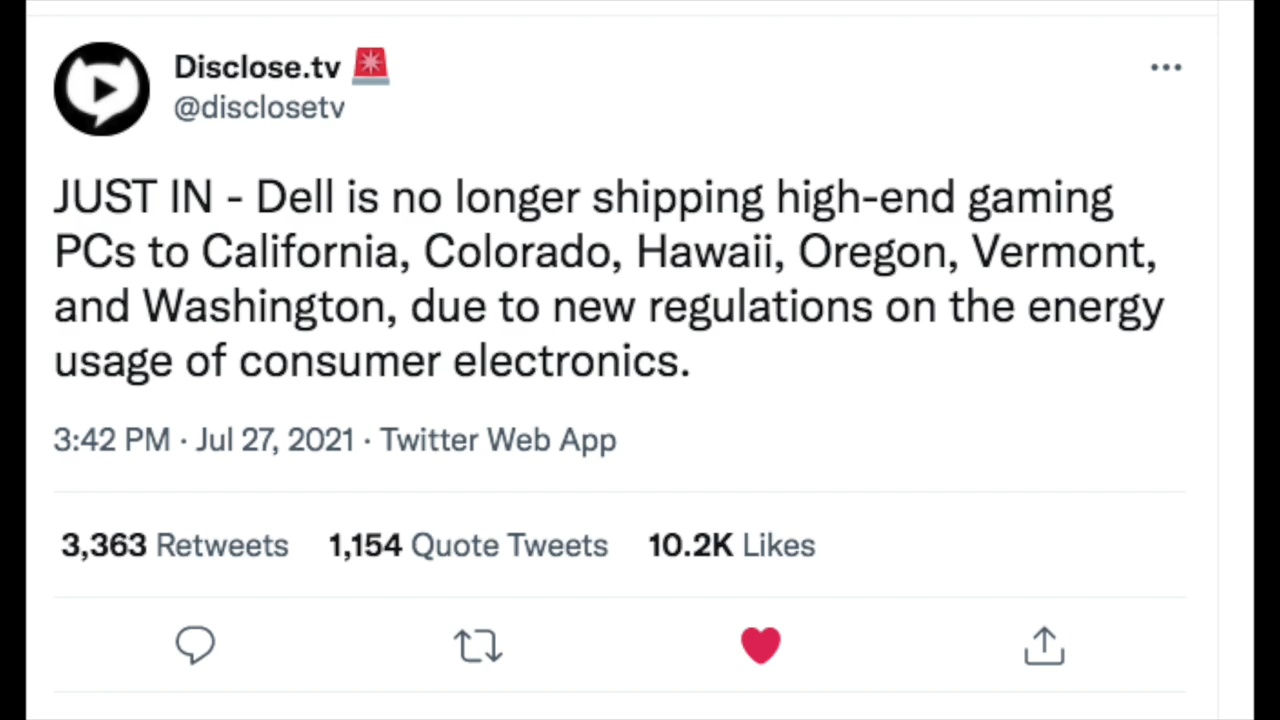 Disclose.tv 🚨
@disclosetv
JUST IN - Dell is no longer shipping high-end gaming
PCs to California, Colorado, Hawaii, Oregon, Vermont,
and Washington, due to new regulations on the energy
usage of consumer electronics.
3:42 PM · Jul 27, 2021 · Twitter Web App
3,363 Retweets 1,154 Quote Tweets 10.2K Likes